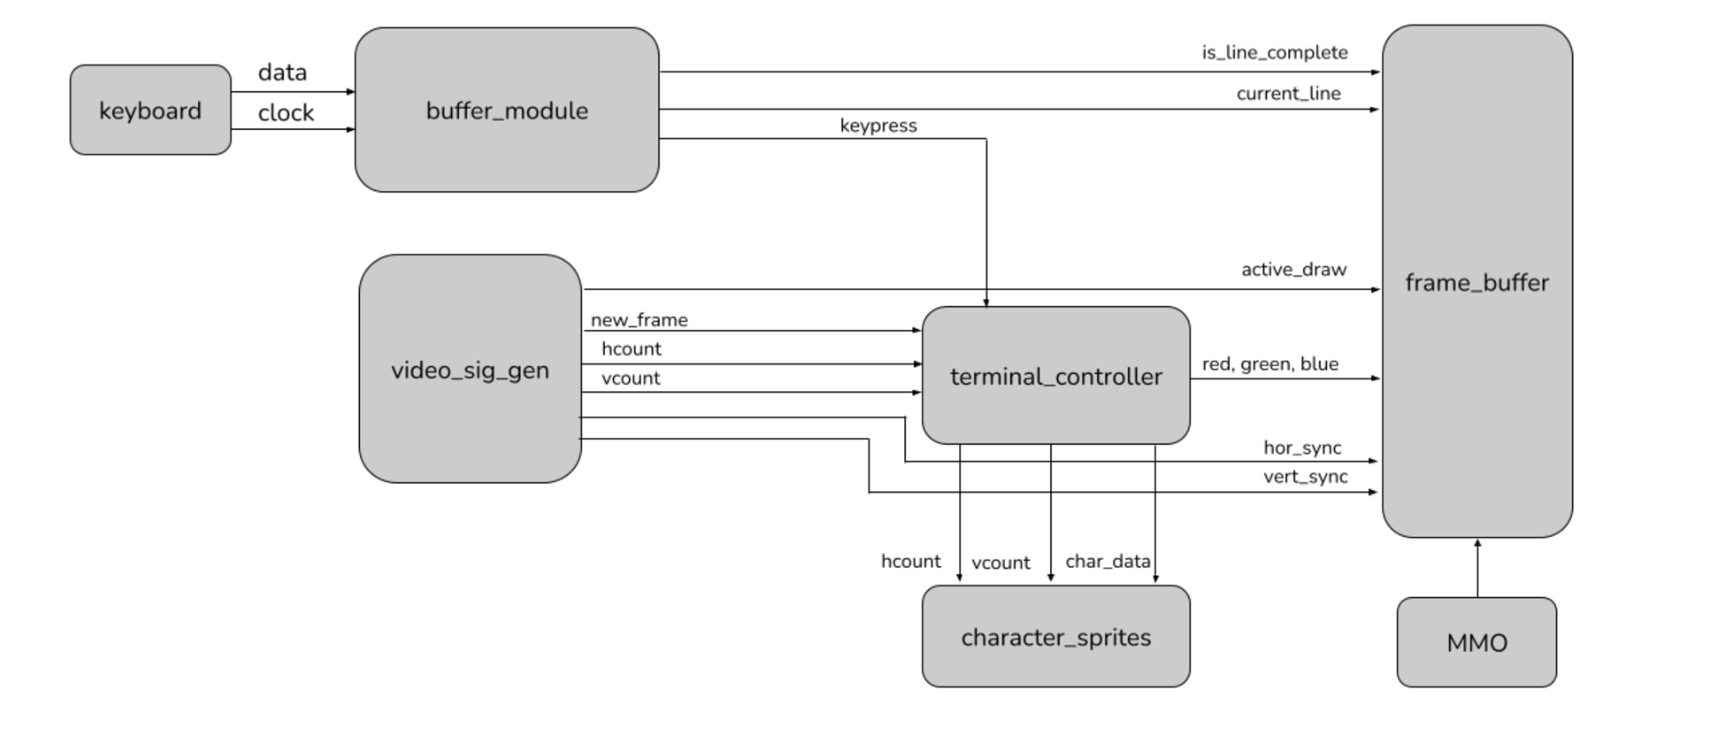 is_line_complete
data
current_line
keyboard
buffer_module
clock
keypress
active_draw
frame_buffer
new_frame
hcount
video_sig_gen
vcount
terminal_controller
red, green, blue
hor_sync
vert_sync
hcount
vcount
char_data
character_sprites
MMO